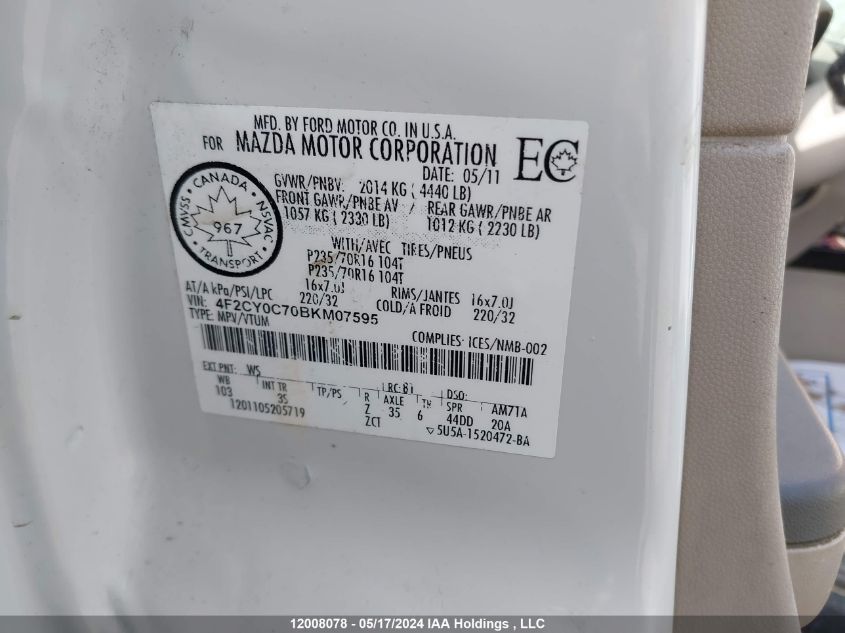 MFD. BY FORD MOTOR CO. IN U.S.A.
FOR MAZDA MOTOR CORPORATION
EC
DATE: 05/11
GVWR/PNBV: 2014 KG ( 4440 LB)
FRONT GAWR/PNBE AV / REAR GAWR/PNBE AR
1057 KG ( 2330 LB) 1012 KG ( 2230 LB)
CANADA
CMVSS NSVAC
967
TRANSPORT
WITH/AVEC TIRES/PNEUS
P235/70R16 104T
P235/70R16 104T
16x7.0J RIMS/JANTES 16x7.0J
AT/A kPa/PSI/LPC 220/32 COLD/A FROID 220/32
VIN: 4F2CY0C70BKM07595
TYPE: MPV/VTUM
COMPLIES: ICES/NMB-002
EXT PNT: W5 RC: 81 DSO:
WB INT TR TP/PS R AXLE TR SPR AM71A
103 3S Z 35 6 44DD 20A
1201105205719 ZCT
▽ 5U5A-1520472-BA
12008078 - 05/17/2024 IAA Holdings , LLC